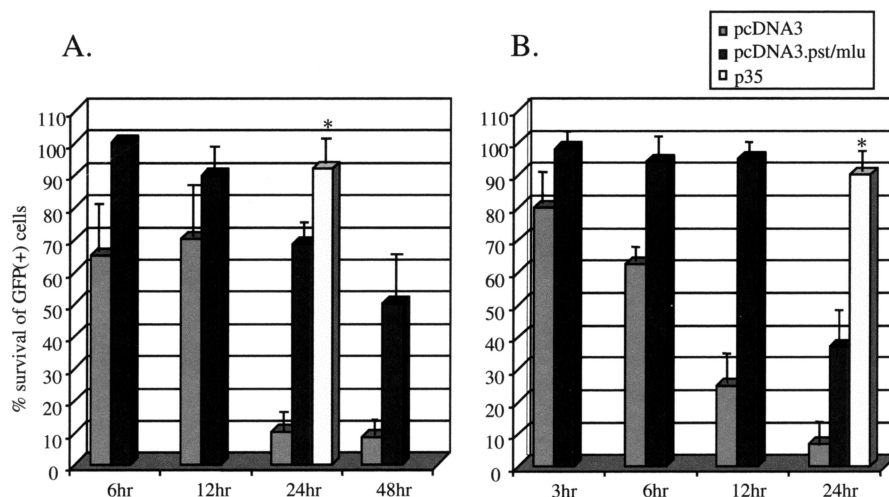 A.
B.
pcDNA3
pcDNA3.pst/mlu
p35
% survival of GFP(+) cells
110
100
90
80
70
60
50
40
30
20
10
0
*
6hr
12hr
24hr
48hr
110
100
90
80
70
60
50
40
30
20
10
0
*
3hr
6hr
12hr
24hr